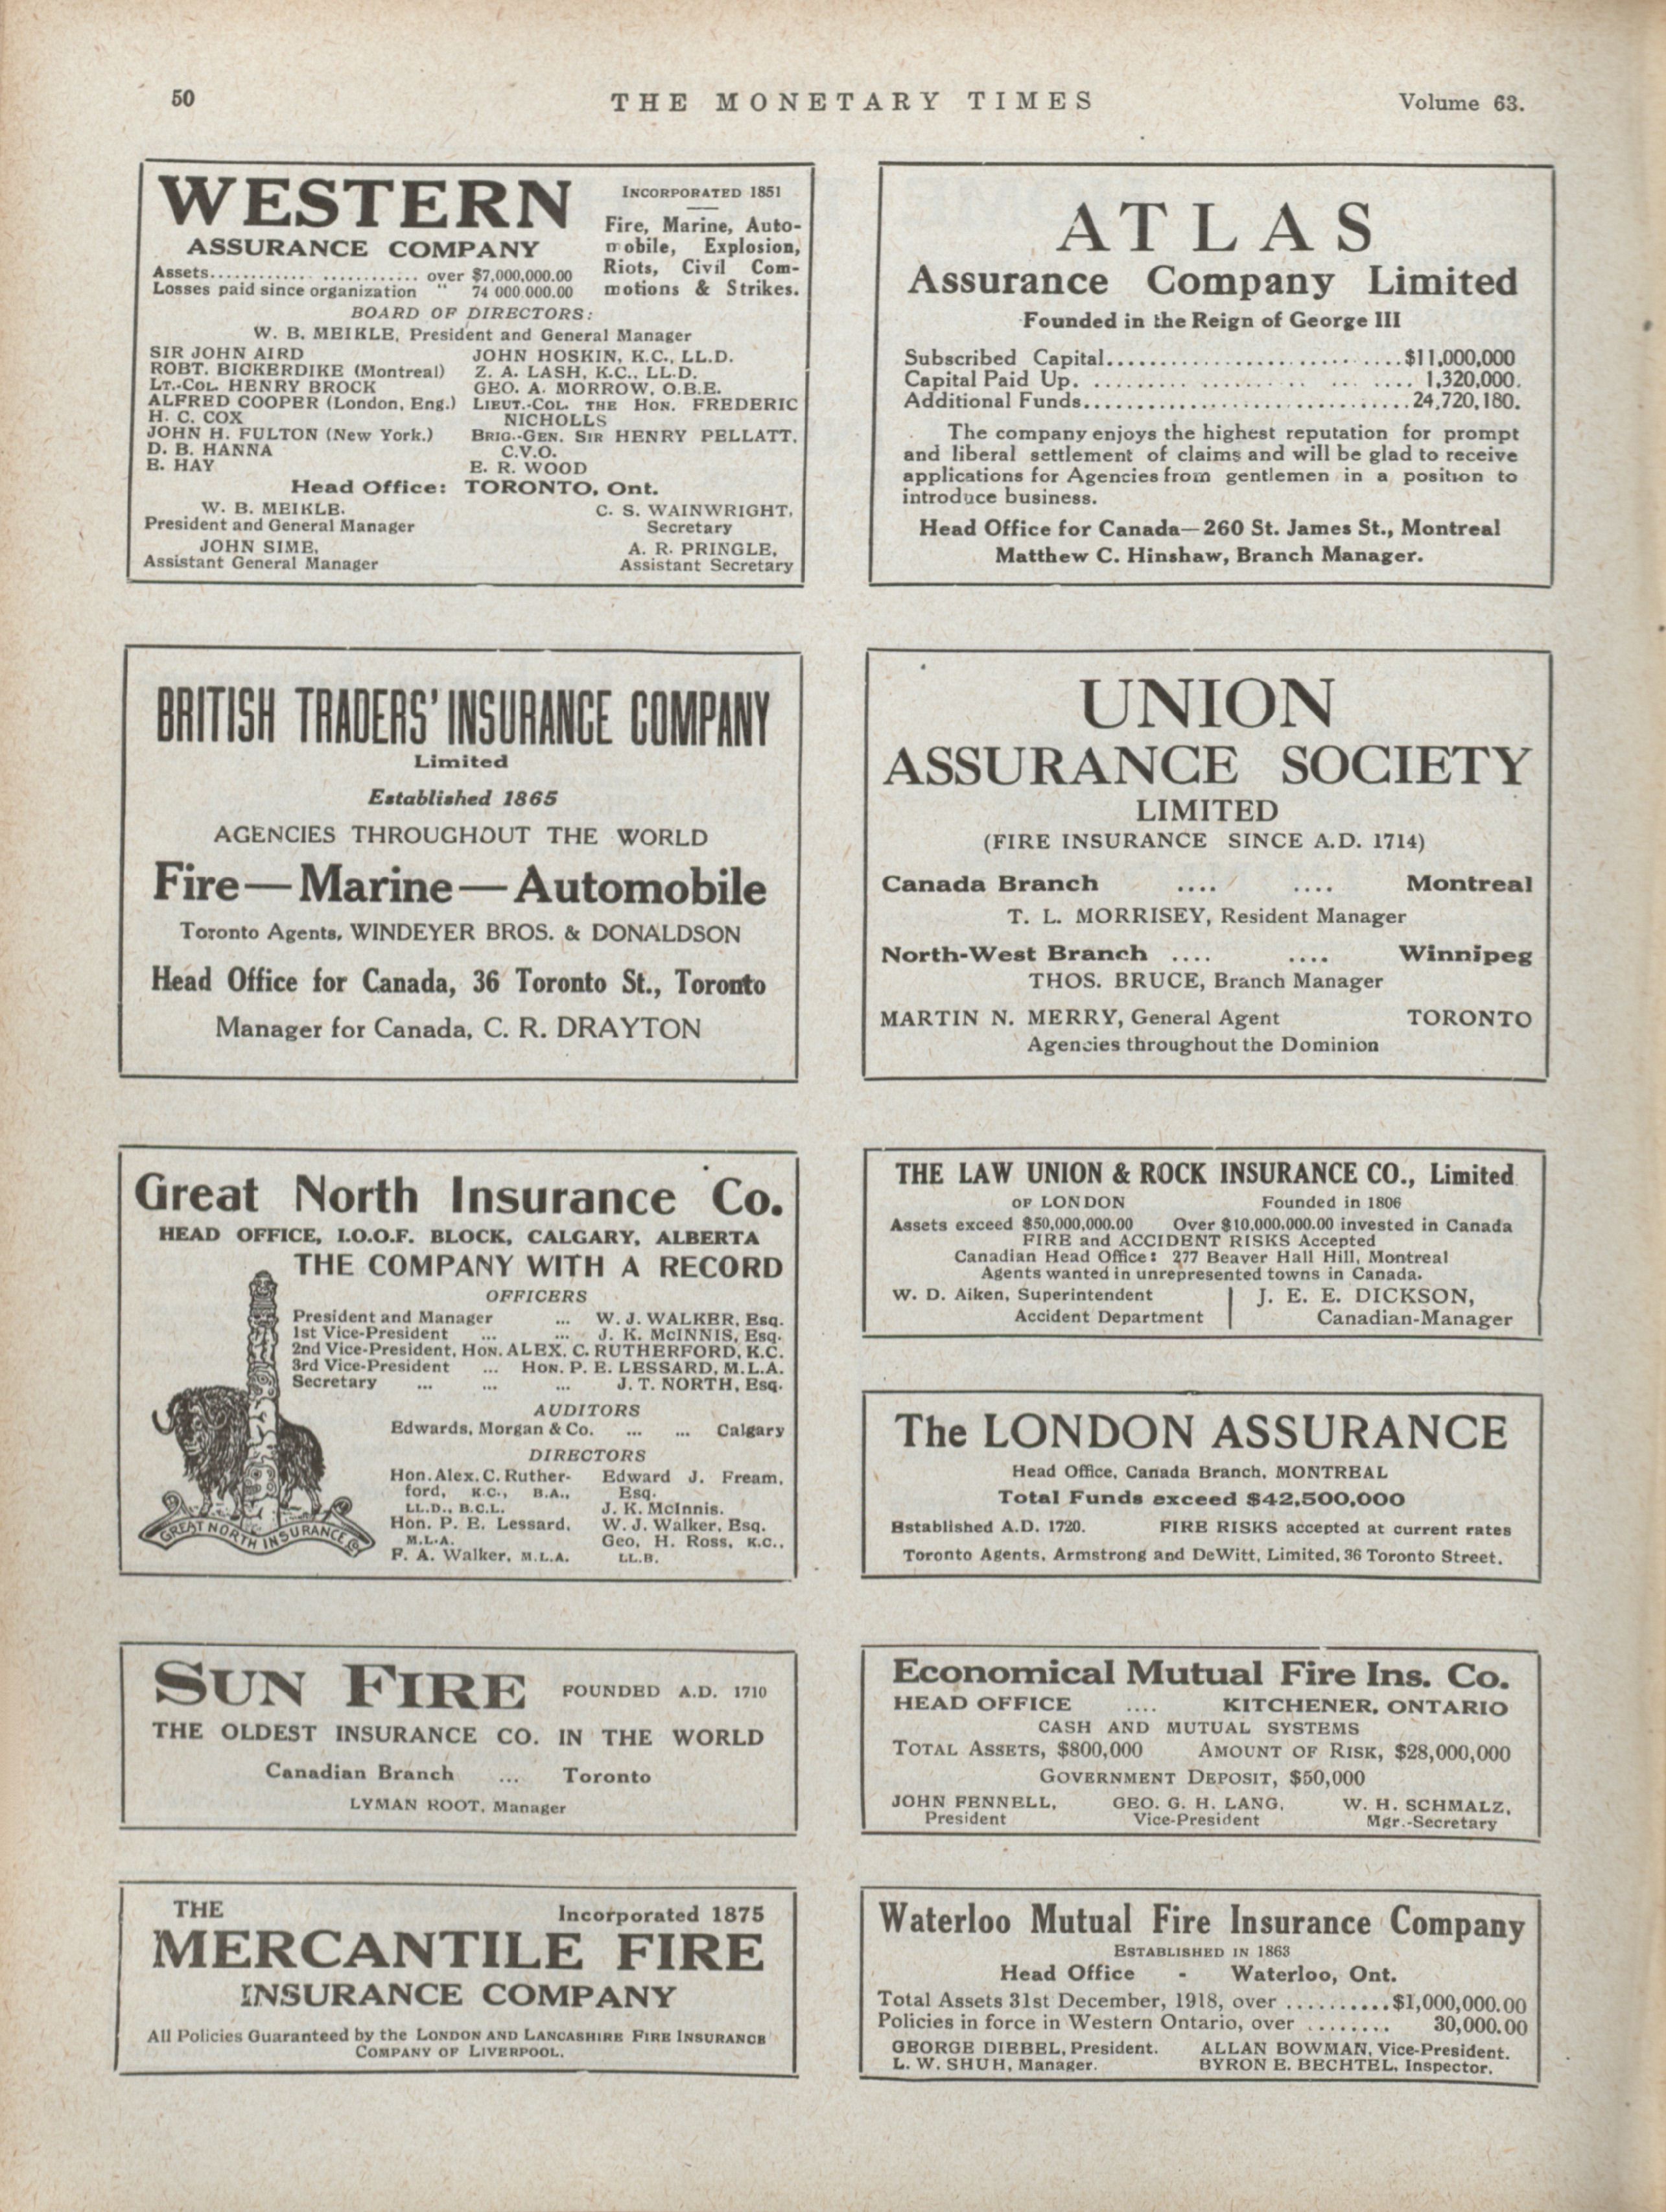 50
THE MONETARY TIMES
Volume 63.
WESTERN
ASSURANCE COMPANY
INCORPORATED 1851
Fire, Marine, Auto-
mobile, Explosion,
Riots, Civil Com-
motions & Strikes.
Assets........................ over $7,000,000.00
Losses paid since organization " 74 000 000.00
BOARD OF DIRECTORS:
W. B. MEIKLE, President and General Manager
SIR JOHN AIRD
ROBT. BICKERDIKE (Montreal)
LT.-COL. HENRY BROCK
ALFRED COOPER (London, Eng.)
H. C. COX
JOHN H. FULTON (New York.)
D. B. HANNA
E. HAY
JOHN HOSKIN, K.C., LL.D.
Z. A. LASH, K.C., LL.D.
GEO. A. MORROW, O.B.E.
LIEUT.-COL. THE HON. FREDERIC
NICHOLLS
BRIG.-GEN. SIR HENRY PELLATT,
C.V.O.
E. R. WOOD
Head Office: TORONTO, Ont.
W. B. MEIKLE.
President and General Manager
C. S. WAINWRIGHT,
Secretary
JOHN SIME,
Assistant General Manager
A. R. PRINGLE,
Assistant Secretary
ATLAS
Assurance Company Limited
Founded in the Reign of George III
Subscribed Capital............................$11,000,000
Capital Paid Up. ............................ 1,320,000.
Additional Funds...............................24,720,180.
The company enjoys the highest reputation for prompt
and liberal settlement of claims and will be glad to receive
applications for Agencies from gentlemen in a position to
introduce business.
Head Office for Canada—260 St. James St., Montreal
Matthew C. Hinshaw, Branch Manager.
BRITISH TRADERS' INSURANCE COMPANY
Limited
Established 1865
AGENCIES THROUGHOUT THE WORLD
Fire—Marine—Automobile
Toronto Agents, WINDEYER BROS. & DONALDSON
Head Office for Canada, 36 Toronto St., Toronto
Manager for Canada, C. R. DRAYTON
UNION
ASSURANCE SOCIETY
LIMITED
(FIRE INSURANCE SINCE A.D. 1714)
Canada Branch .... .... Montreal
T. L. MORRISEY, Resident Manager
North-West Branch .... .... Winnipeg
THOS. BRUCE, Branch Manager
MARTIN N. MERRY, General Agent TORONTO
Agencies throughout the Dominion
Great North Insurance Co.
HEAD OFFICE, I.O.O.F. BLOCK, CALGARY, ALBERTA
THE COMPANY WITH A RECORD
OFFICERS
President and Manager ... W. J. WALKER, Esq.
1st Vice-President ... ... J. K. McINNIS, Esq.
2nd Vice-President, HON. ALEX. C. RUTHERFORD, K.C.
3rd Vice-President ... HON. P. E. LESSARD, M.L.A.
Secretary ... ... ... J. T. NORTH, Esq.
AUDITORS
Edwards, Morgan & Co. ... ... Calgary
DIRECTORS
Hon. Alex. C. Ruther-
ford, K.C., B.A.,
LL.D., B.C.L.
Hon. P. E. Lessard,
M.L.A.
F. A. Walker, M.L.A.
Edward J. Fream,
Esq.
J. K. McInnis.
W. J. Walker, Esq.
Geo. H. Ross, K.C.,
LL.B.
GREAT NORTH INSURANCE CO
THE LAW UNION & ROCK INSURANCE CO., Limited
OF LONDON Founded in 1806
Assets exceed $50,000,000.00 Over $10,000,000.00 invested in Canada
FIRE and ACCIDENT RISKS Accepted
Canadian Head Office: 277 Beaver Hall Hill, Montreal
Agents wanted in unrepresented towns in Canada.
W. D. Aiken, Superintendent
Accident Department
J. E. E. DICKSON,
Canadian-Manager
The LONDON ASSURANCE
Head Office, Canada Branch, MONTREAL
Total Funds exceed $42,500,000
Established A.D. 1720. FIRE RISKS accepted at current rates
Toronto Agents, Armstrong and DeWitt, Limited, 36 Toronto Street.
SUN FIRE FOUNDED A.D. 1710
THE OLDEST INSURANCE CO. IN THE WORLD
Canadian Branch ... Toronto
LYMAN ROOT, Manager
Economical Mutual Fire Ins. Co.
HEAD OFFICE .... KITCHENER, ONTARIO
CASH AND MUTUAL SYSTEMS
TOTAL ASSETS, $800,000 AMOUNT OF RISK, $28,000,000
GOVERNMENT DEPOSIT, $50,000
JOHN FENNELL, GEO. G. H. LANG, W. H. SCHMALZ,
President Vice-President Mgr.-Secretary
THE Incorporated 1875
MERCANTILE FIRE
INSURANCE COMPANY
All Policies Guaranteed by the LONDON AND LANCASHIRE FIRE INSURANCE
COMPANY OF LIVERPOOL.
Waterloo Mutual Fire Insurance Company
ESTABLISHED IN 1863
Head Office - Waterloo, Ont.
Total Assets 31st December, 1918, over ..........$1,000,000.00
Policies in force in Western Ontario, over ........ 30,000.00
GEORGE DIEBEL, President. ALLAN BOWMAN, Vice-President.
L. W. SHUH, Manager. BYRON E. BECHTEL, Inspector.